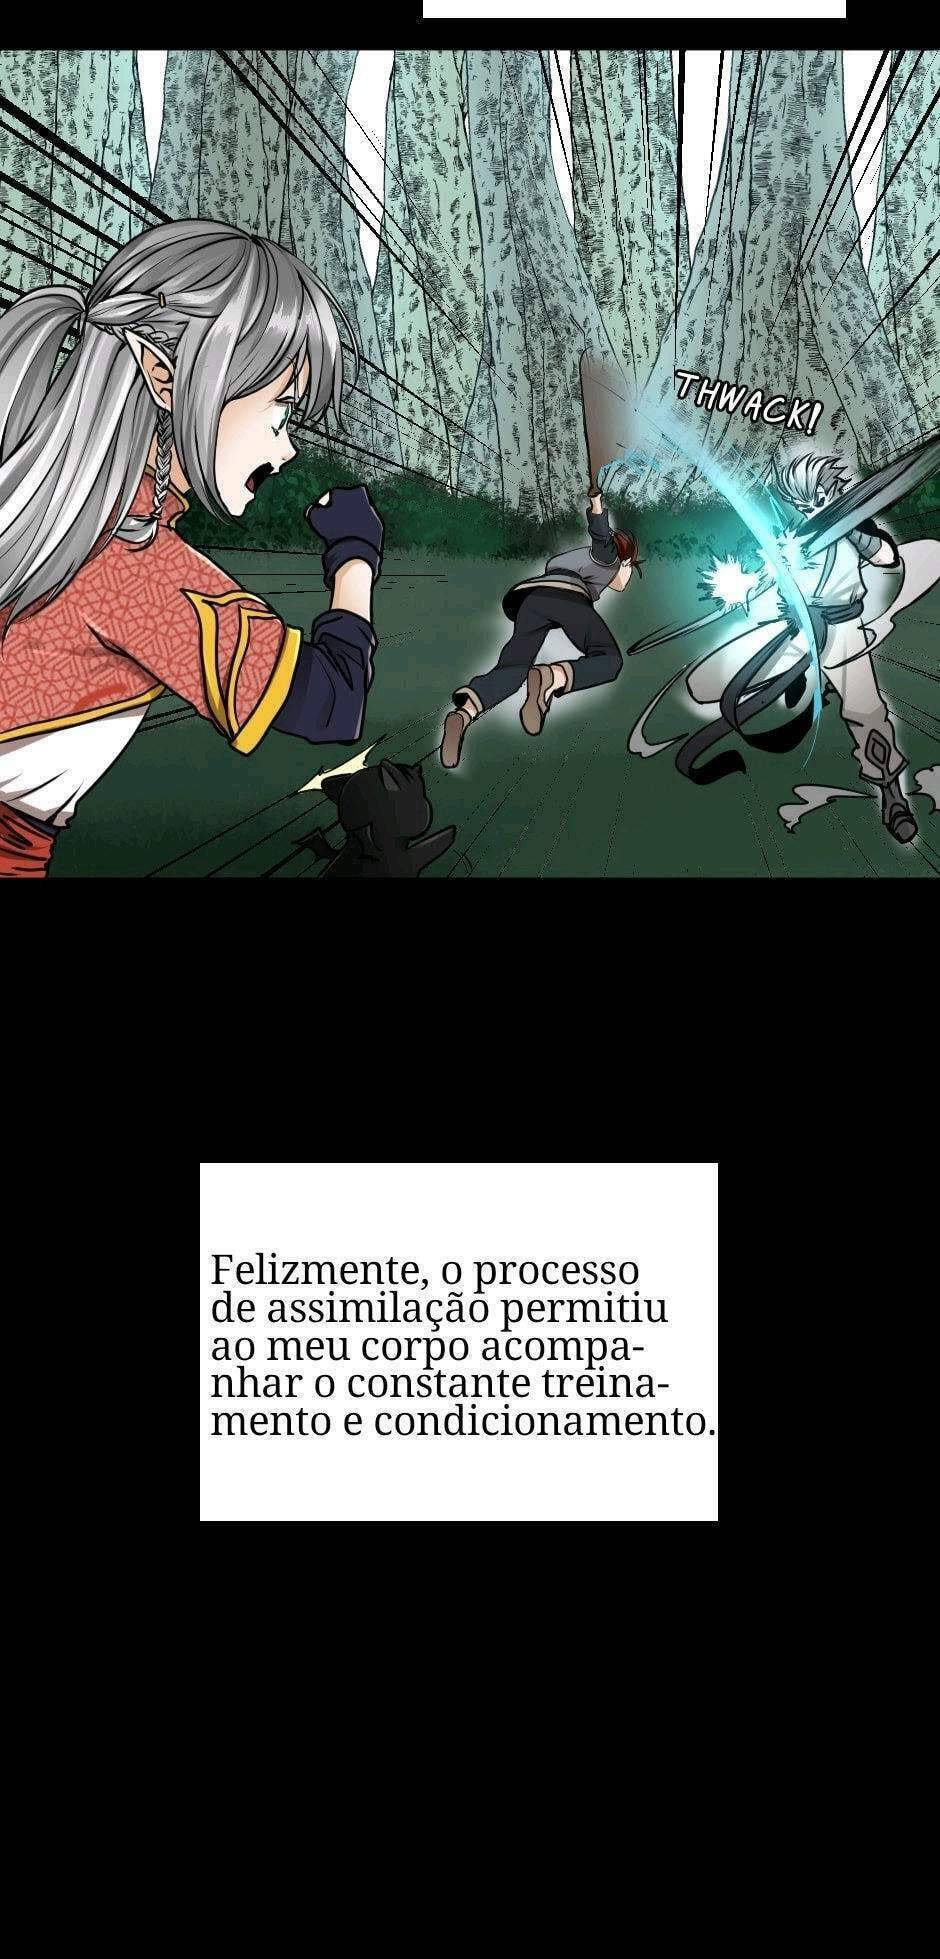 THWACK!
Felizmente, o processo
de assimilação permitiu
ao meu corpo acompa-
nhar o constante treina-
mento e condicionamento.